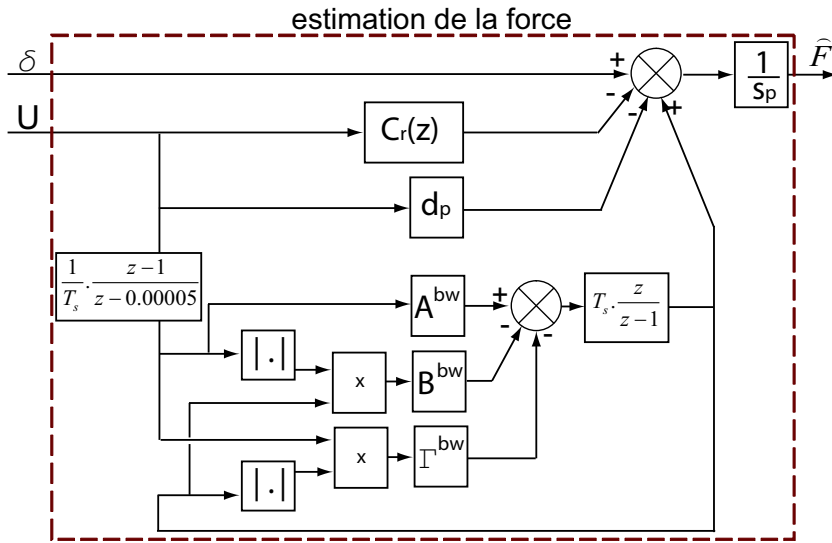 estimation de la force
δ
+
1/Sp
F̂
-
U
Cr(z)
-
+
dp
1/Ts . z-1/z-0.00005
A^bw
+
Ts . z/z-1
-
-
|.|
x
B^bw
x
Γ^bw
|.|